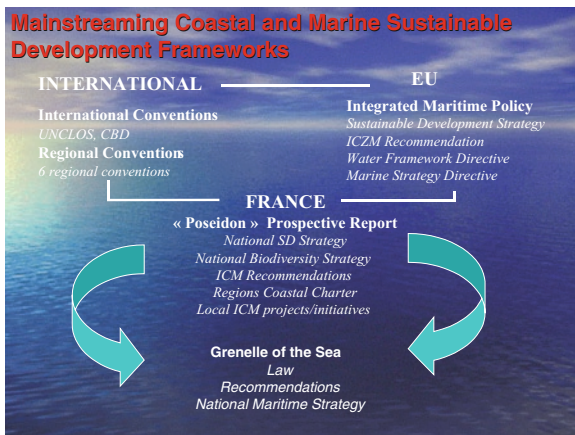 Mainstreaming Coastal and Marine Sustainable
Development Frameworks
INTERNATIONAL
International Conventions
UNCLOS, CBD
Regional Conventions
6 regional conventions
EU
Integrated Maritime Policy
Sustainable Development Strategy
ICZM Recommendation
Water Framework Directive
Marine Strategy Directive
FRANCE
« Poseidon » Prospective Report
National SD Strategy
National Biodiversity Strategy
ICM Recommendations
Regions Coastal Charter
Local ICM projects/initiatives
Grenelle of the Sea
Law
Recommendations
National Maritime Strategy